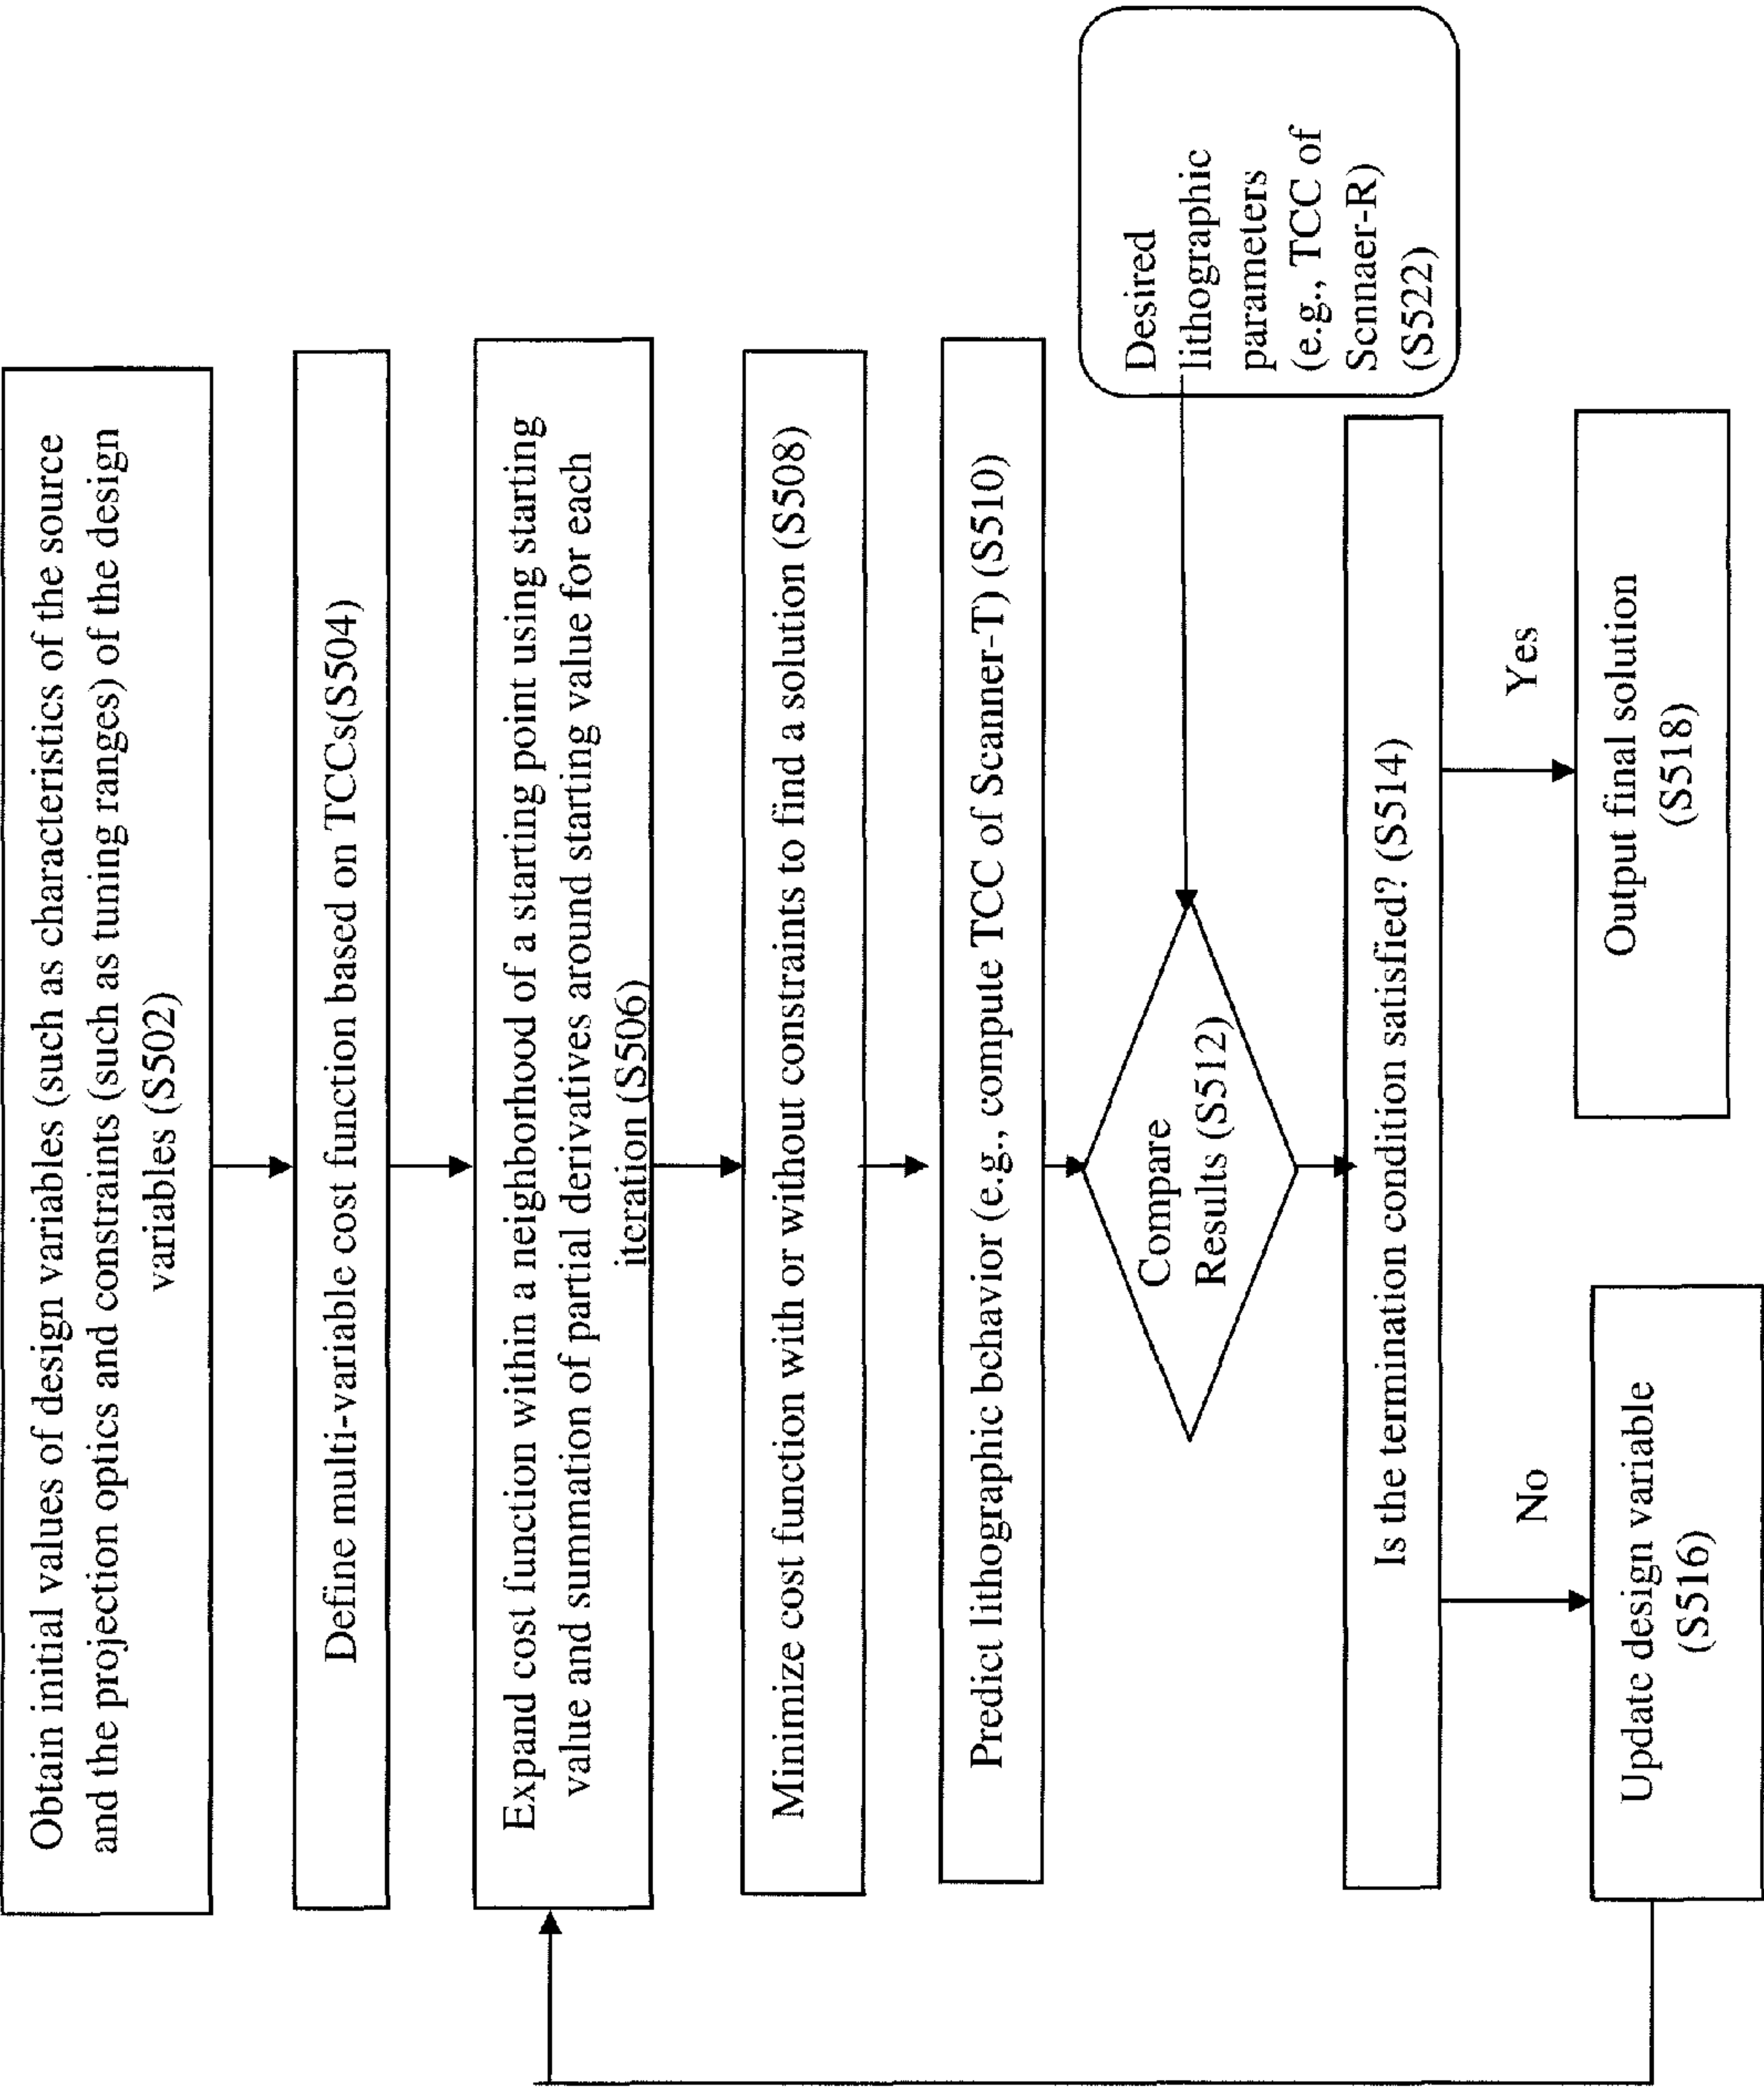 Obtain initial values of design variables (such as characteristics of the source
and the projection optics and constraints (such as tuning ranges) of the design
variables (S502)
Define multi-variable cost function based on TCCs(S504)
Expand cost function within a neighborhood of a starting point using starting
value and summation of partial derivatives around starting value for each
itcration (S506)
Minimize cost function with or without constraints to find a solution (S508)
Predict lithographic bchavior (e.g., compute TCC of Scanner-T) (S510)
Desired
lithographic
parameters
(e.g., TCC of
Scnnaer-R)
(S522)
Compare
Results (S512)
Is the termination condition satisfied? (S514)
No
Yes
Update design variable
(S516)
Output final solution
(S518)